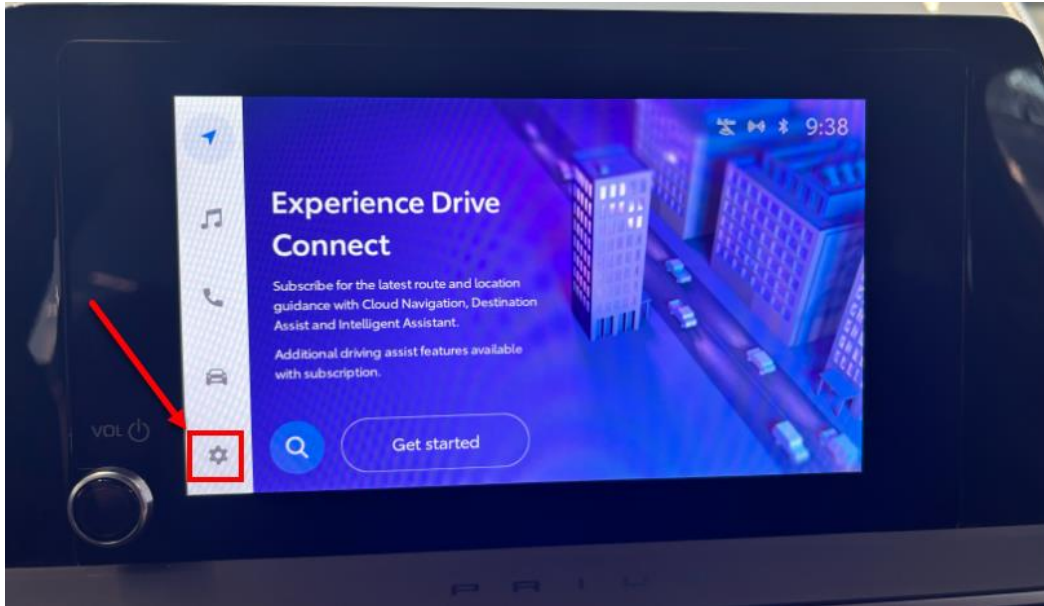 9:38
Experience Drive
Connect
Subscribe for the latest route and location
guidance with Cloud Navigation, Destination
Assist and Intelligent Assistant.
Additional driving assist features available
with subscription.
Get started
VOL